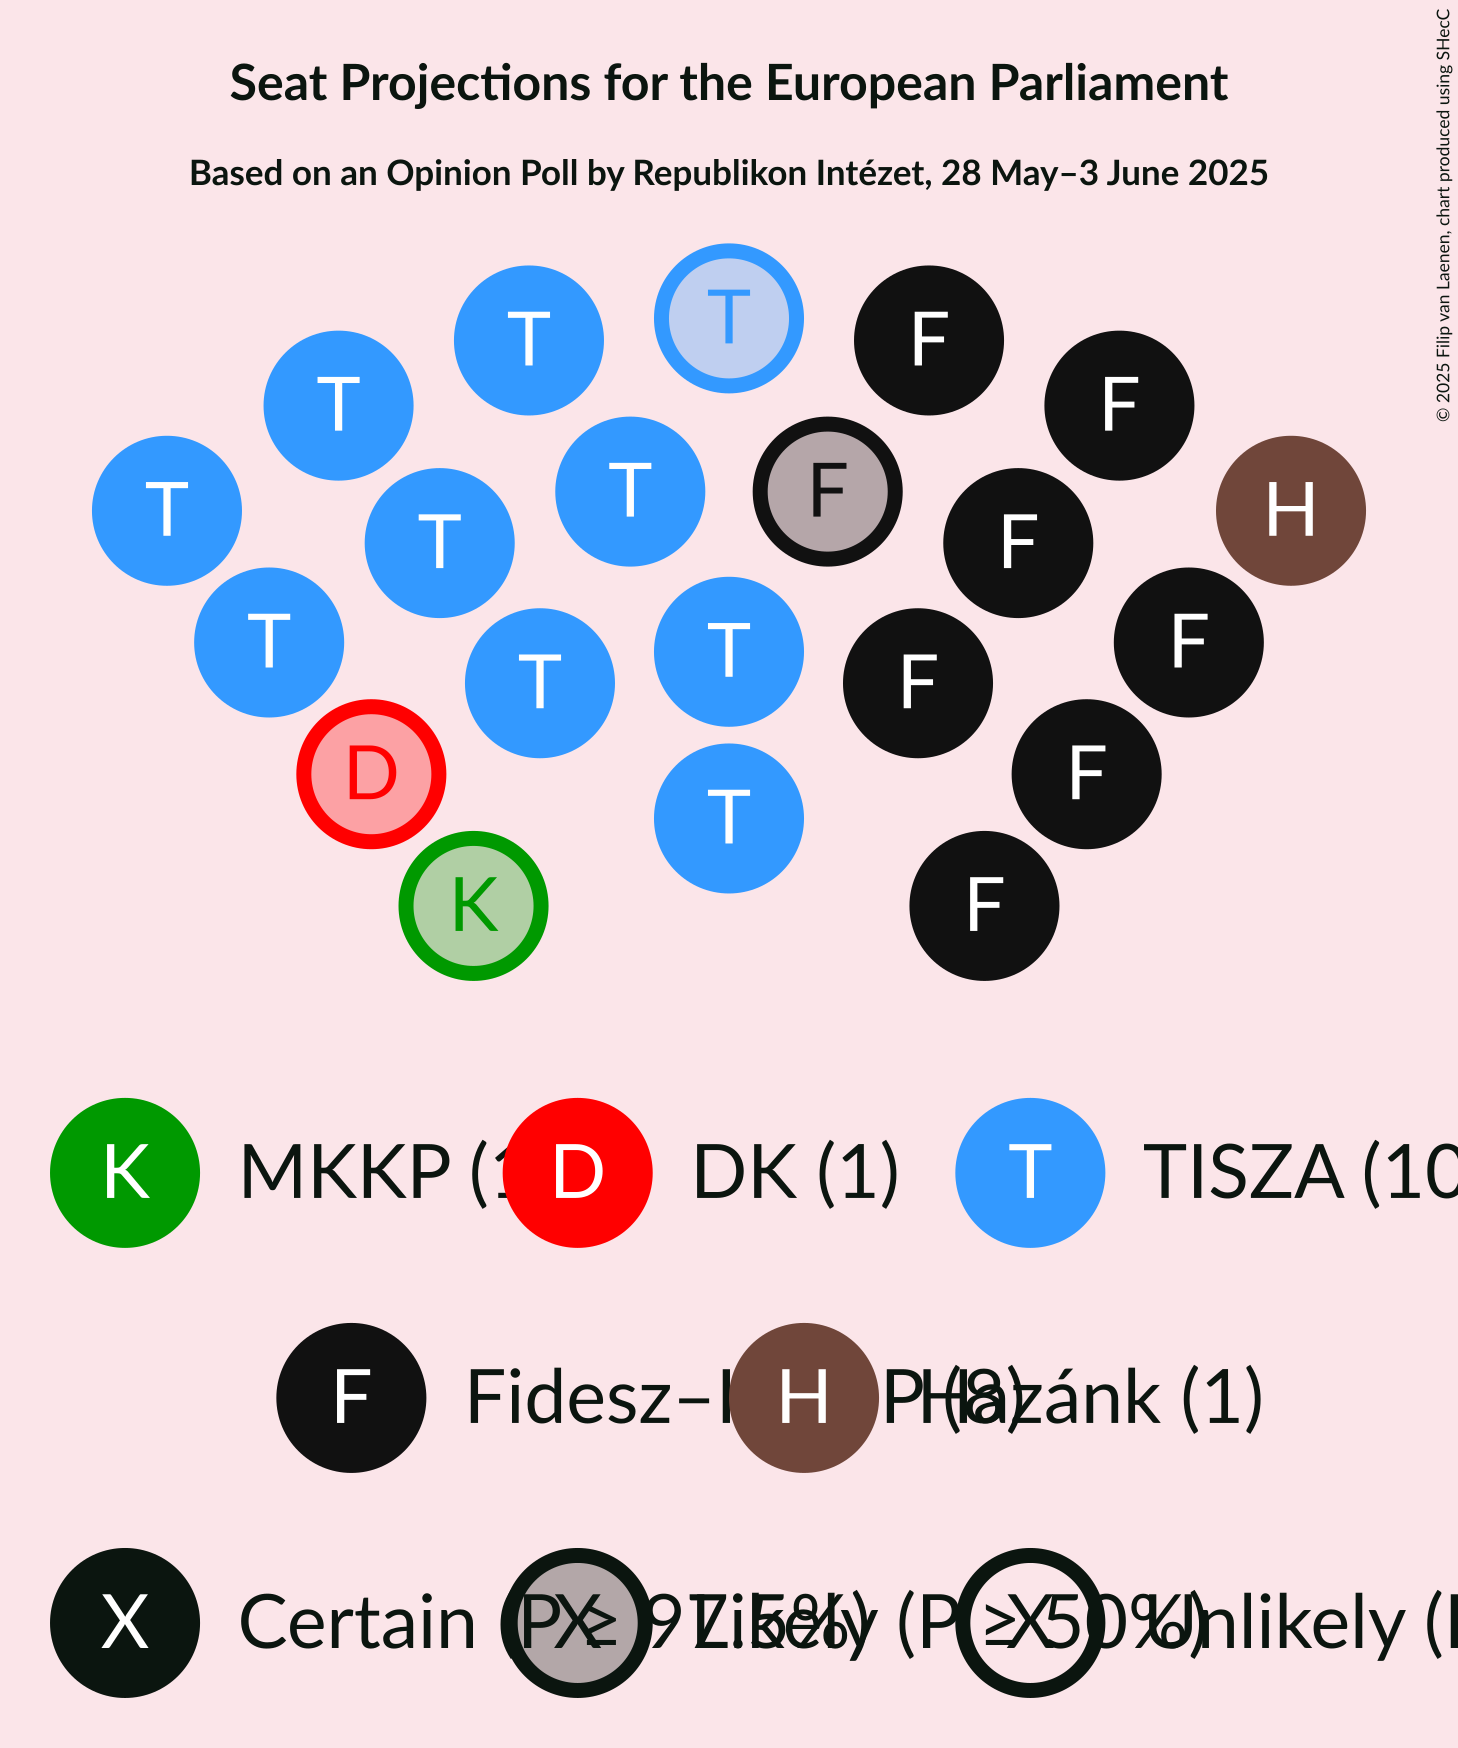 Seat Projections for the European Parliament
Based on an Opinion Poll by Republikon Intézet, 28 May–3 June 2025
© 2025 Filip van Laenen, chart produced using SHecC
T
T F
T F
T F
T H
T F
T F
T F
T
D F
T
K F
K MKKP (1 D DK (1) T TISZA (10
F Fidesz– P (8) H Hazánk (1)
X Certain (P ≥ 97.5%) X Likely (P ≥ 50%) X Unlikely (